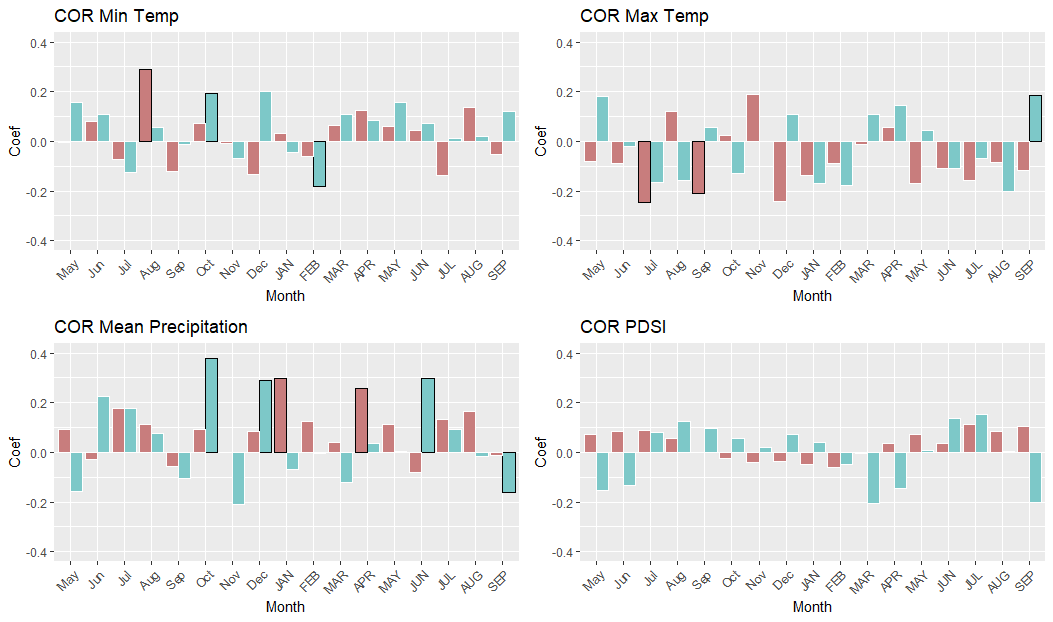 COR Min Temp
0.4
0.2
0.0
-0.2
-0.4
Coef
May Jun Jul Aug Sep Oct Nov Dec JAN FEB MAR APR MAY JUN JUL AUG SEP
Month
COR Max Temp
0.4
0.2
0.0
-0.2
-0.4
Coef
May Jun Jul Aug Sep Oct Nov Dec JAN FEB MAR APR MAY JUN JUL AUG SEP
Month
COR Mean Precipitation
0.4
0.2
0.0
-0.2
-0.4
Coef
May Jun Jul Aug Sep Oct Nov Dec JAN FEB MAR APR MAY JUN JUL AUG SEP
Month
COR PDSI
0.4
0.2
0.0
-0.2
-0.4
Coef
May Jun Jul Aug Sep Oct Nov Dec JAN FEB MAR APR MAY JUN JUL AUG SEP
Month